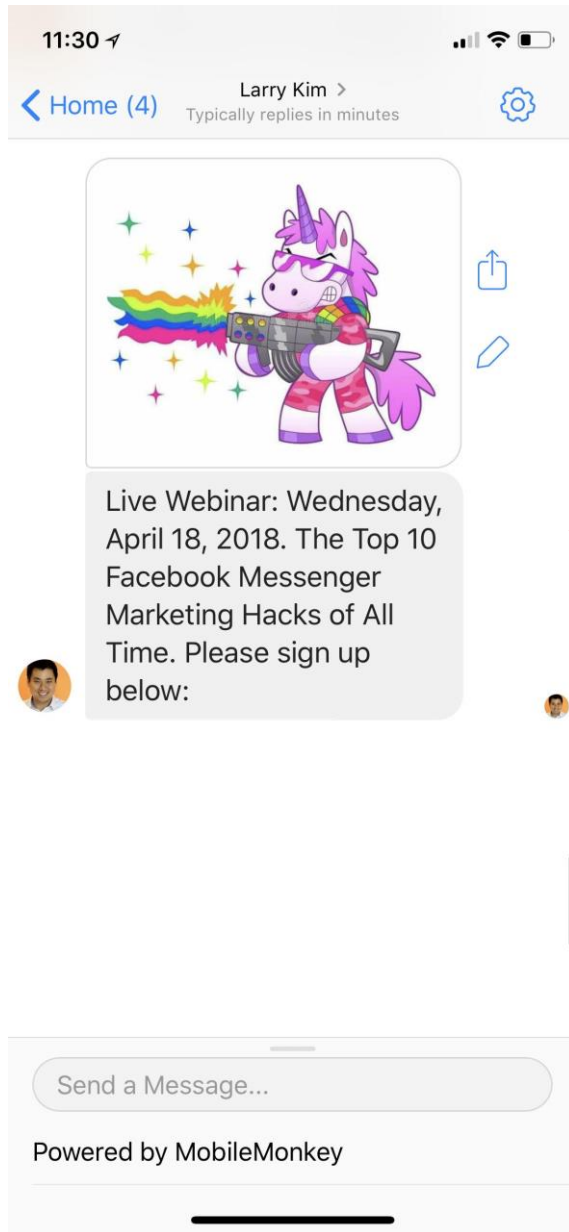 11:30
Home (4)
Larry Kim >
Typically replies in minutes
Live Webinar: Wednesday,
April 18, 2018. The Top 10
Facebook Messenger
Marketing Hacks of All
Time. Please sign up
below:
Send a Message...
Powered by MobileMonkey